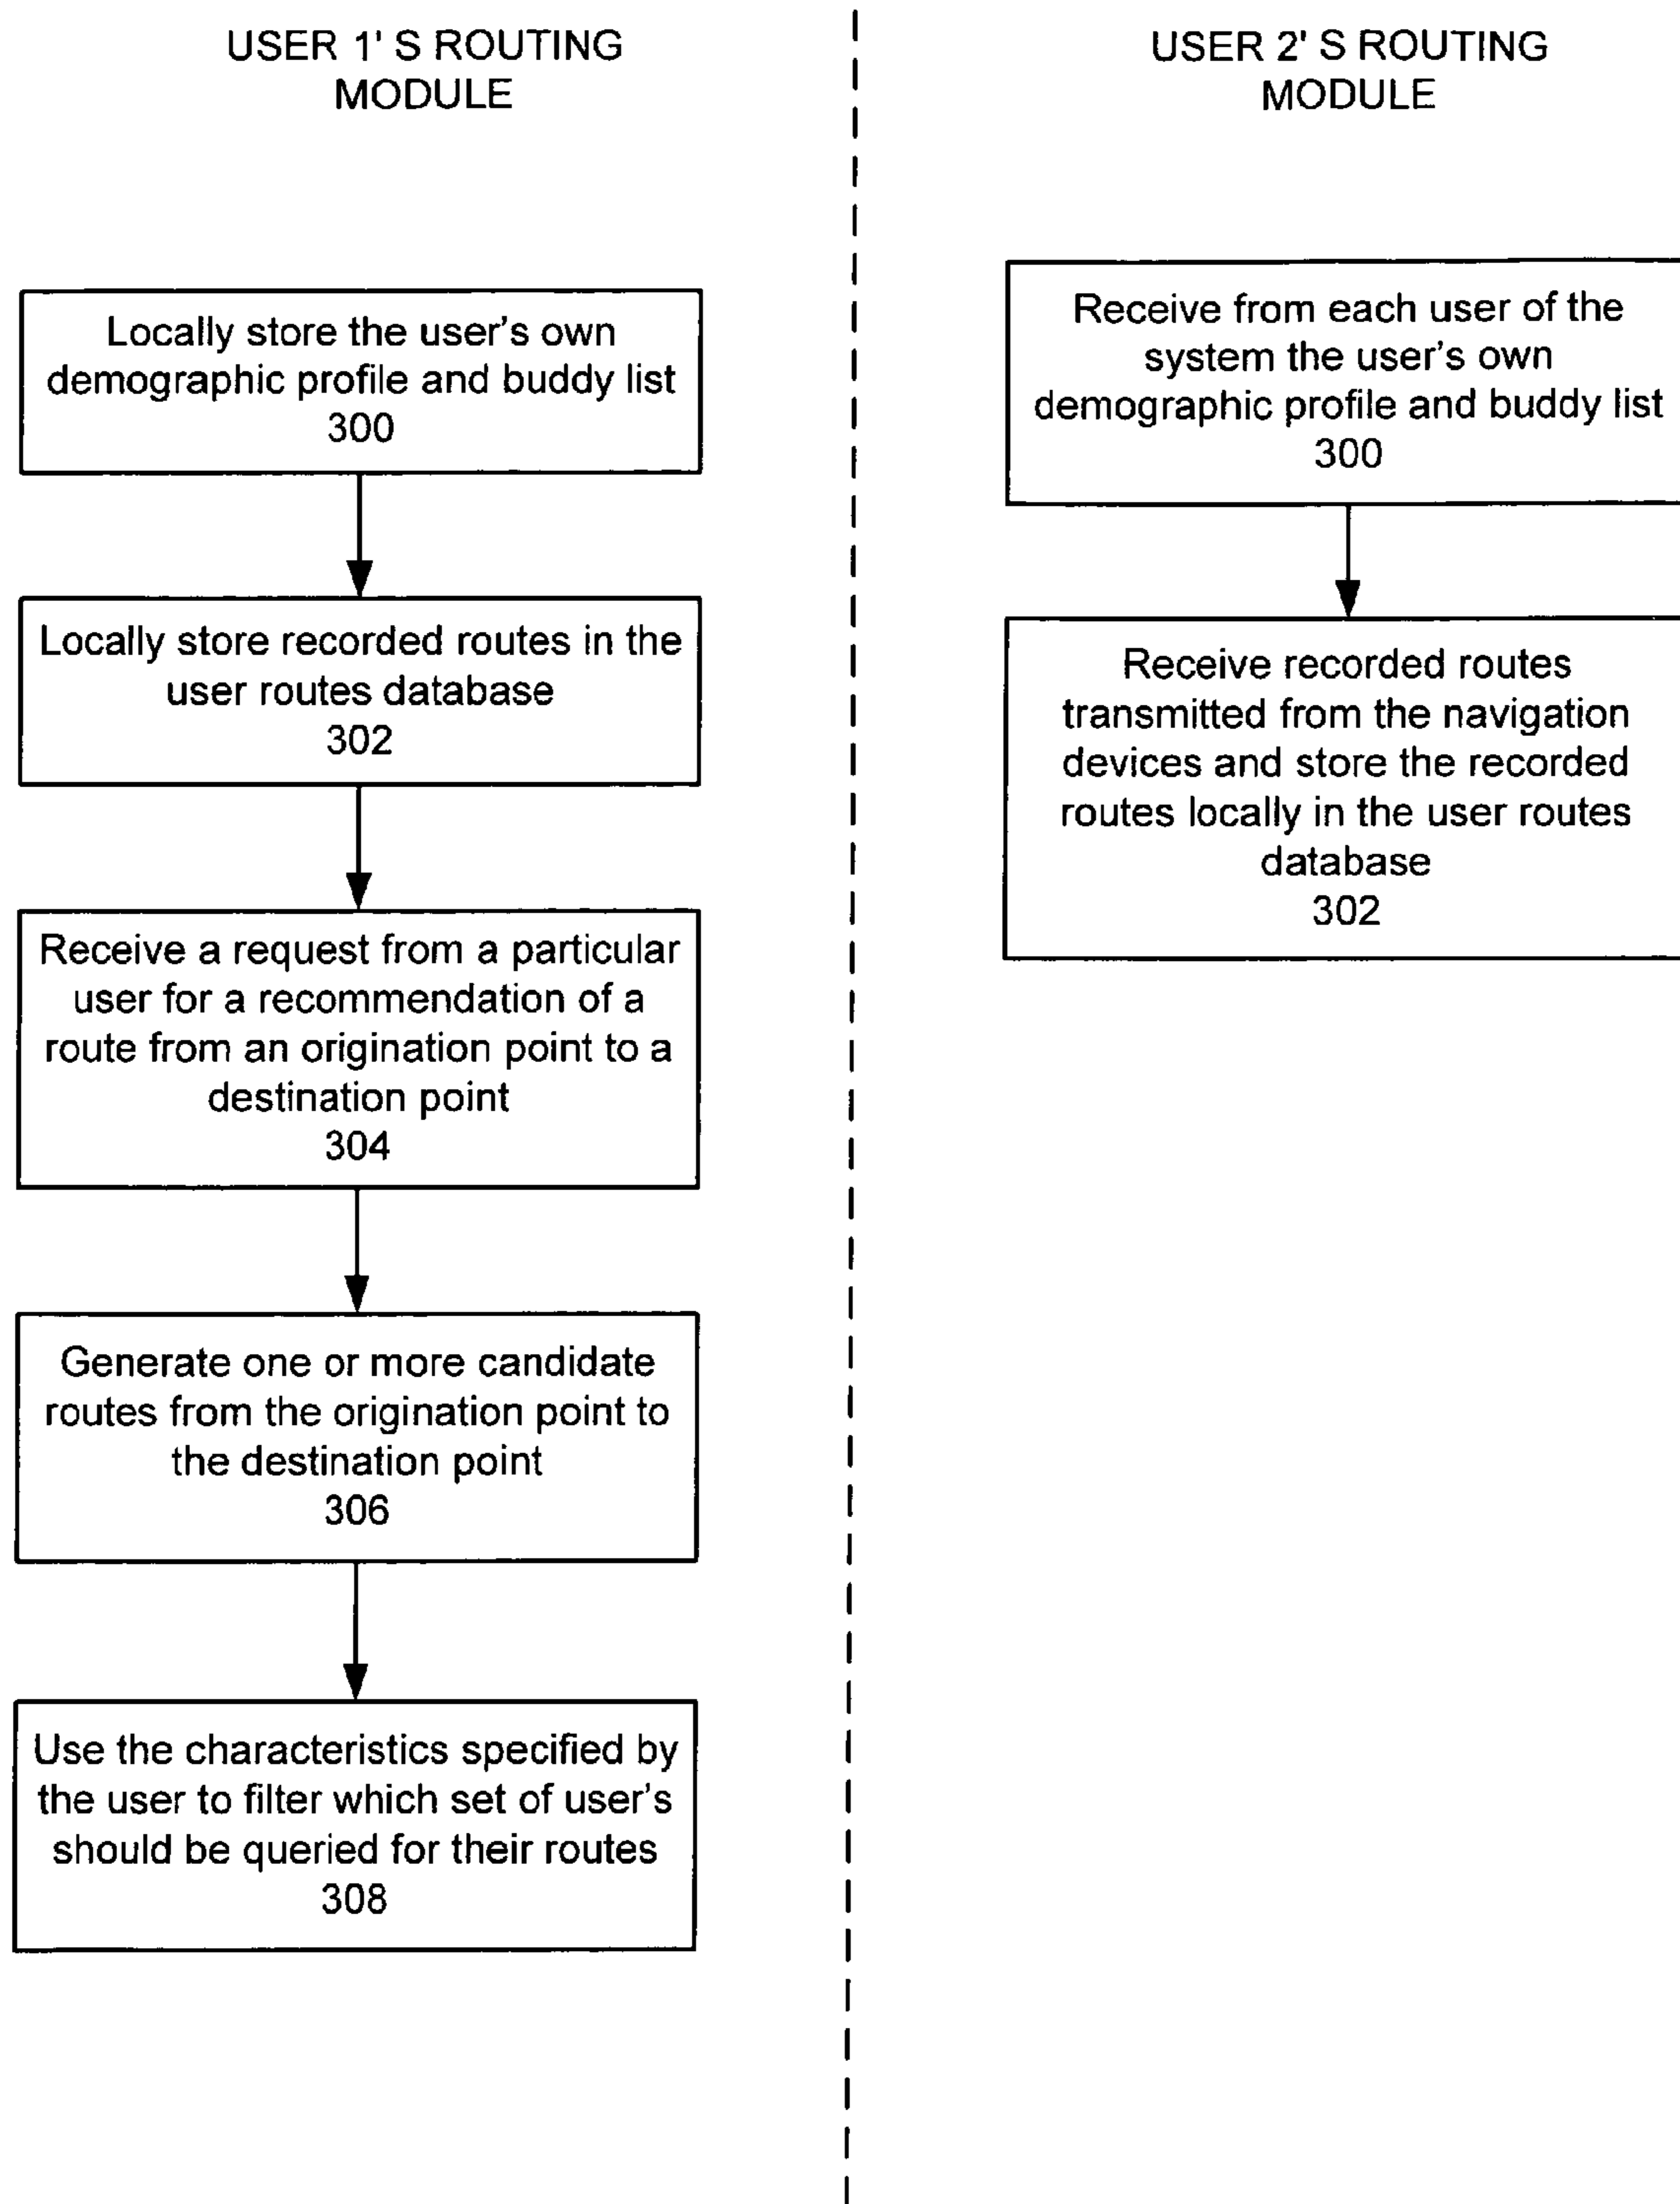 USER 1' S ROUTING
MODULE
Locally store the user's own
demographic profile and buddy list
300
Locally store recorded routes in the
user routes database
302
Receive a request from a particular
user for a recommendation of a
route from an origination point to a
destination point
304
Generate one or more candidate
routes from the origination point to
the destination point
306
Use the characteristics specified by
the user to filter which set of user's
should be queried for their routes
308
USER 2' S ROUTING
MODULE
Receive from each user of the
system the user's own
demographic profile and buddy list
300
Receive recorded routes
transmitted from the navigation
devices and store the recorded
routes locally in the user routes
database
302